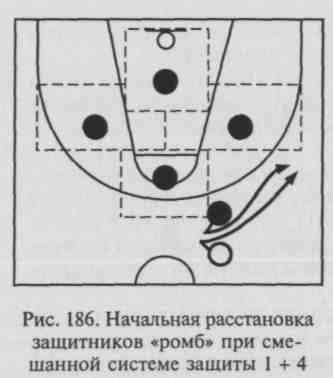 Рис. 186. Начальная расстановка
защитников «ромб» при сме-
шанной системе защиты 1 + 4